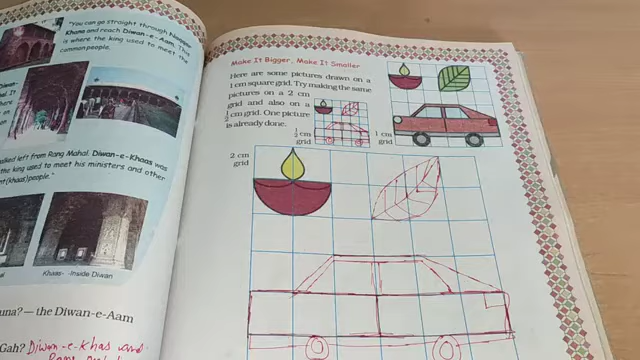 "You can go straight through Naqqar
Khana and reach Diwan-e-Aam. This
is where the king used to meet the
common people.
walked left from Rang Mahal. Diwan-e-Khaas was
the king used to meet his ministers and other
people."
Khaas- Inside Diwan
the Diwan-e-Aam
Gah? Diwan-e-Khas and
Make It Bigger, Make It Smaller
Here are some pictures drawn on a
1 cm square grid. Try making the same
pictures on a 2 cm
grid and also on a
½ cm grid. One picture
is already done.
½ cm
grid
1 cm
grid
2 cm
grid